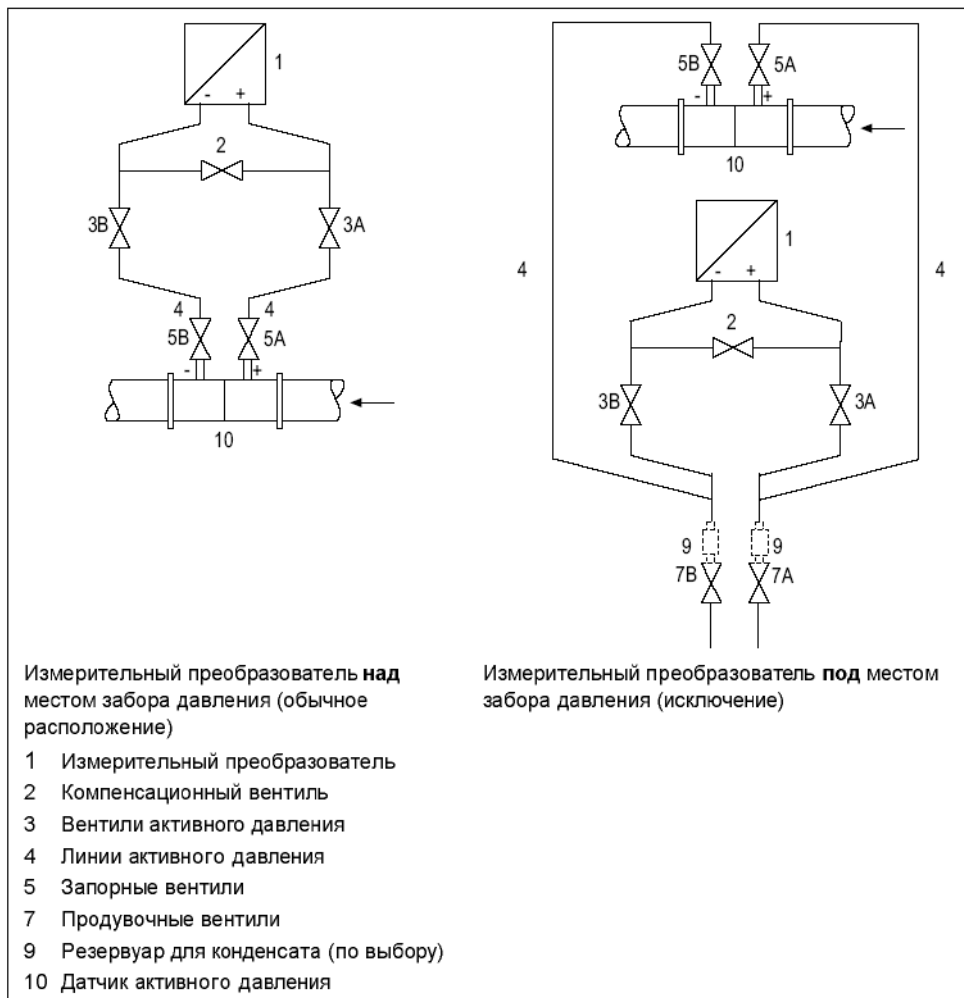 1
- +
2
3B
3A
4
4
5B
5A
- +
10
5B
5A
- +
10
1
- +
4
4
2
3B
3A
9
9
7B
7A
Измерительный преобразователь над
местом забора давления (обычное
расположение)
Измерительный преобразователь под местом
забора давления (исключение)
1 Измерительный преобразователь
2 Компенсационный вентиль
3 Вентили активного давления
4 Линии активного давления
5 Запорные вентили
7 Продувочные вентили
9 Резервуар для конденсата (по выбору)
10 Датчик активного давления